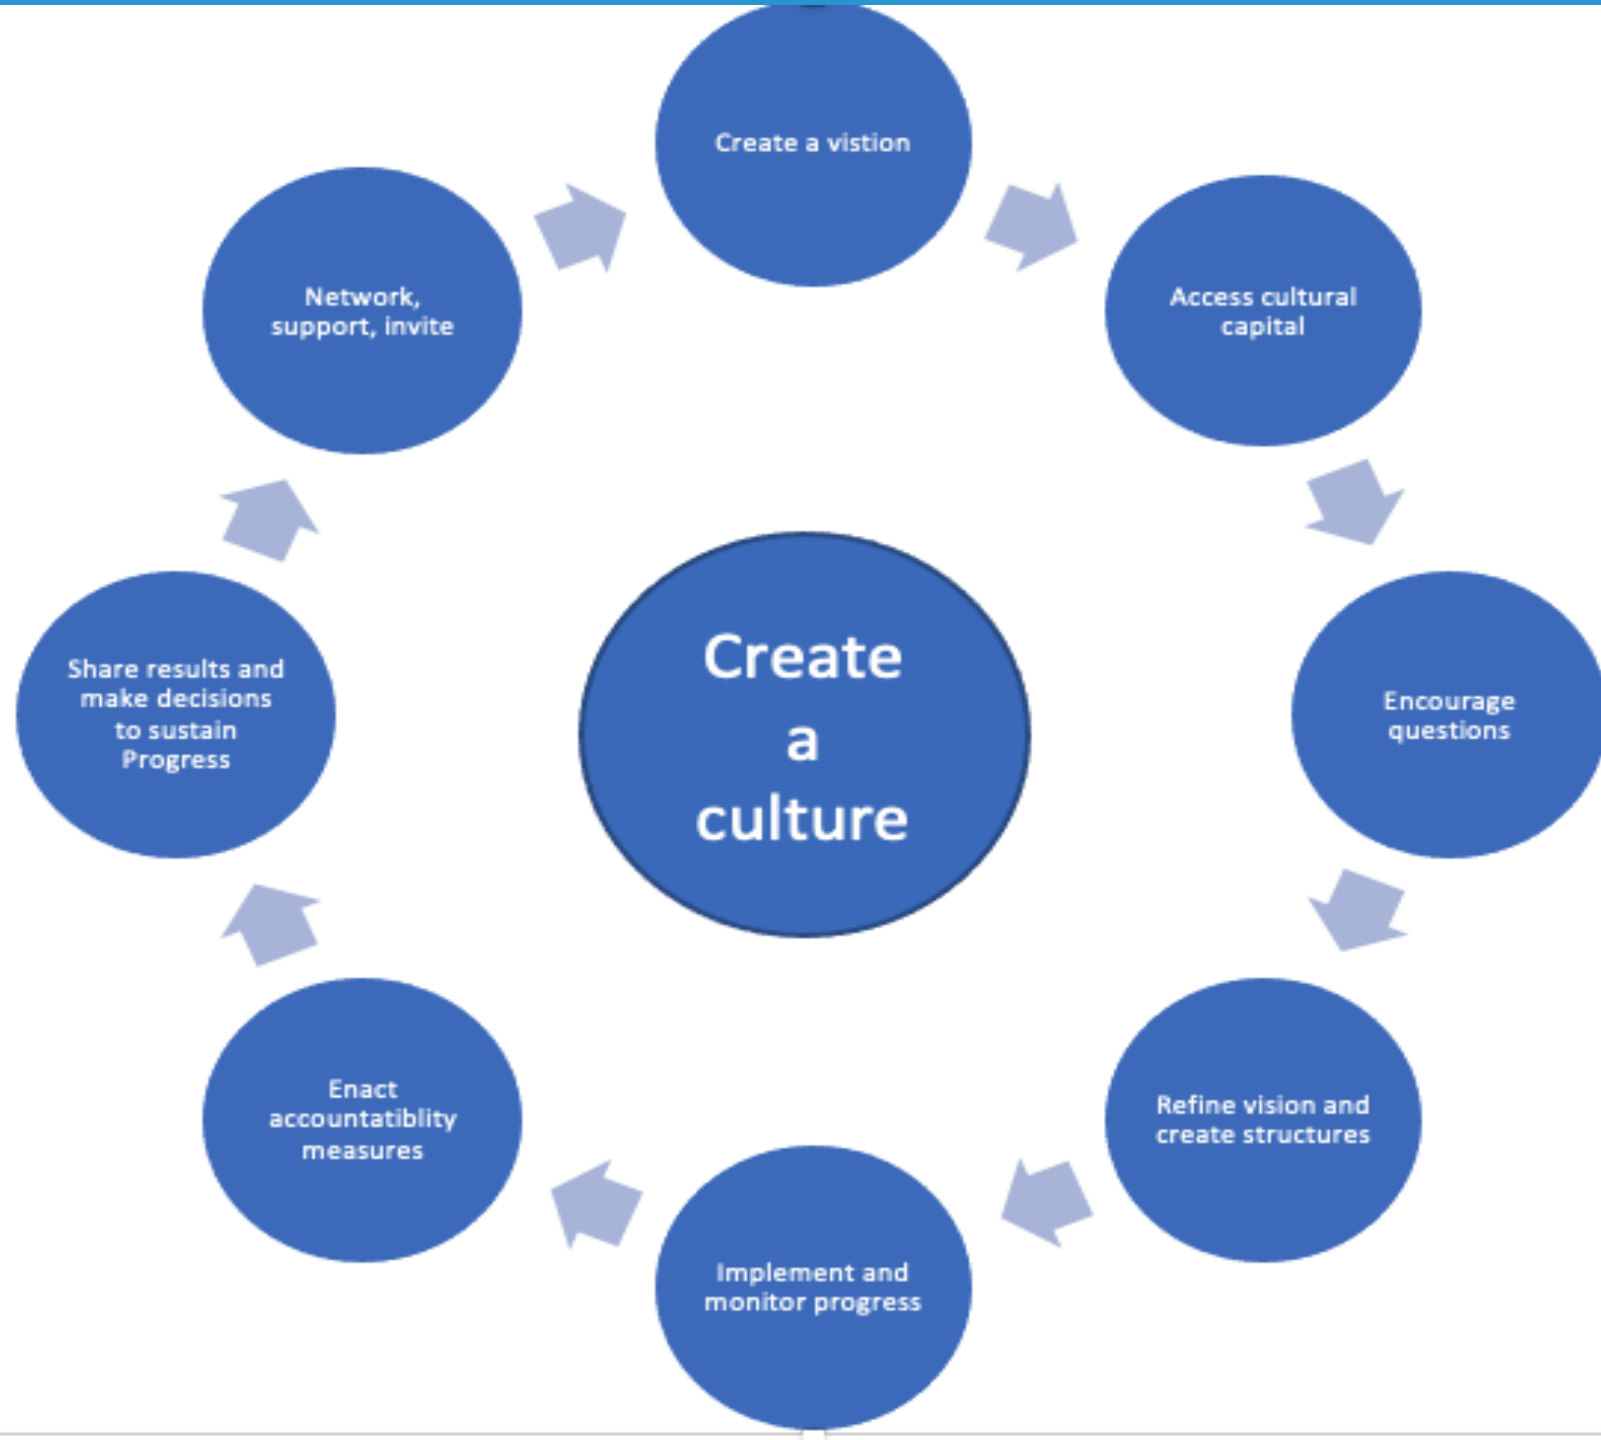 Create a vistion
Access cultural
capital
Encourage
questions
Refine vision and
create structures
Implement and
monitor progress
Enact
accountatiblity
measures
Share results and
make decisions
to sustain
Progress
Network,
support, invite
Create
a
culture